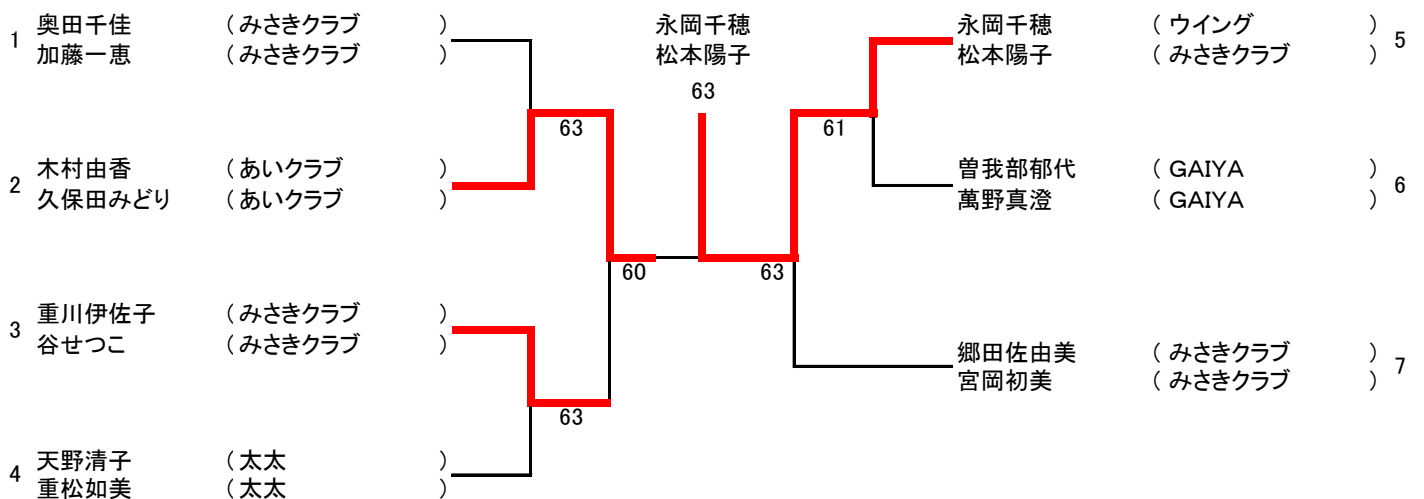 1 奥田千佳 (みさきクラブ)
加藤一恵 (みさきクラブ)
63
2 木村由香 (あいクラブ)
久保田みどり (あいクラブ)
60
3 重川伊佐子 (みさきクラブ)
谷せつこ (みさきクラブ)
63
4 天野清子 (太太)
重松如美 (太太)
永岡千穂
松本陽子
63
永岡千穂 (ウイング) 5
松本陽子 (みさきクラブ)
61
曽我部郁代 (GAIYA) 6
萬野真澄 (GAIYA)
63
郷田佐由美 (みさきクラブ) 7
宮岡初美 (みさきクラブ)